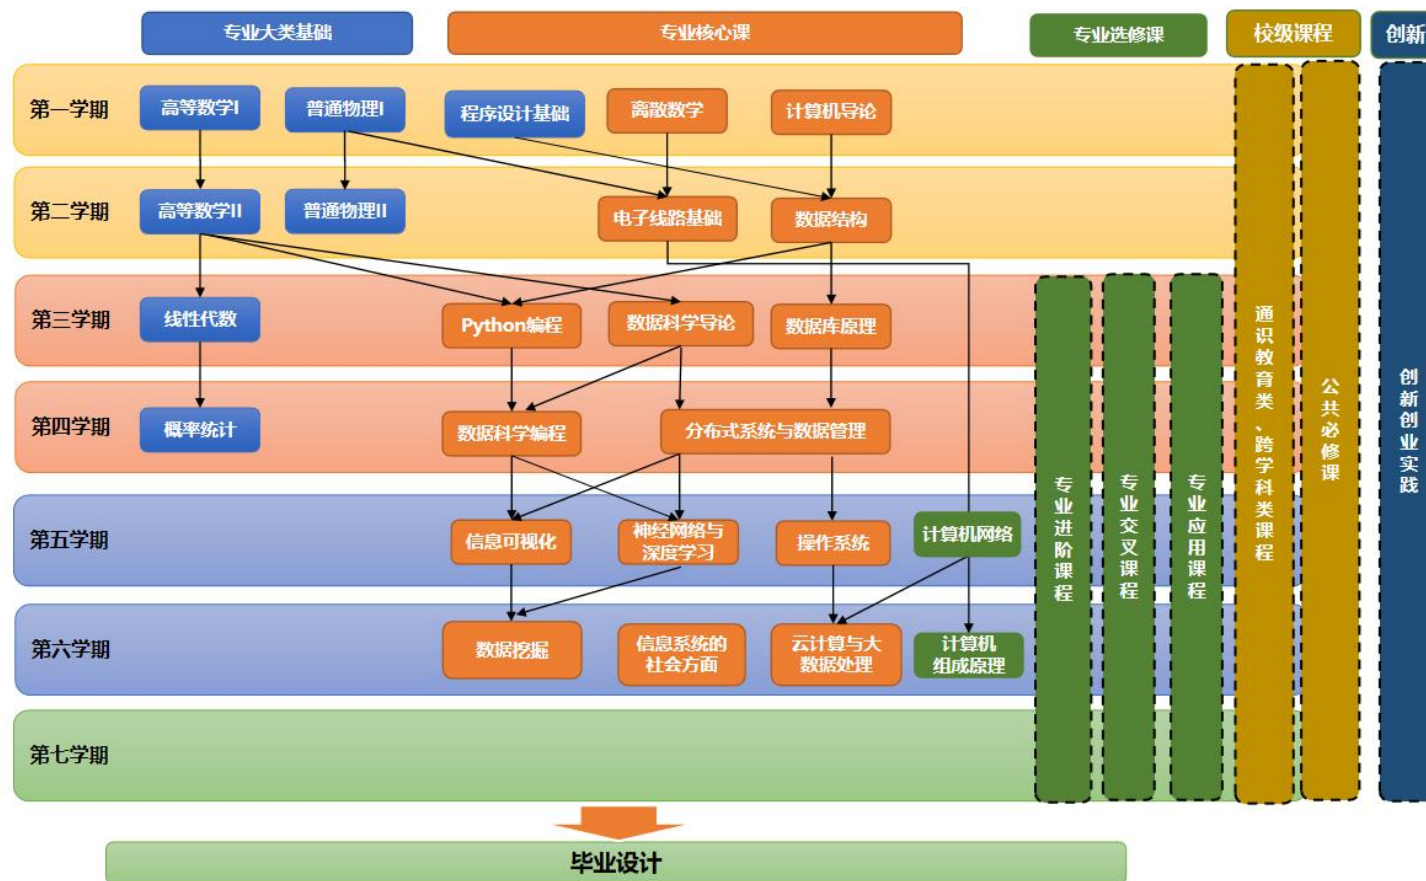 专业大类基础
专业核心课
专业选修课
校级课程
创新
第一学期
高等数学I
普通物理I
程序设计基础
离散数学
计算机导论
第二学期
高等数学II
普通物理II
电子线路基础
数据结构
第三学期
线性代数
Python编程
数据科学导论
数据库原理
第四学期
概率统计
数据科学编程
分布式系统与数据管理
第五学期
信息可视化
神经网络与
深度学习
操作系统
计算机网络
第六学期
数据挖掘
信息系统的
社会方面
云计算与大
数据处理
计算机
组成原理
第七学期
专业进阶课程
专业交叉课程
专业应用课程
通识教育类、跨学科类课程
公共必修课
创新创业实践
毕业设计